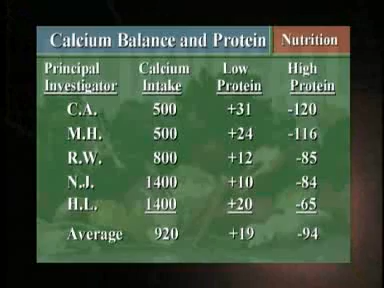 Calcium Balance and Protein Nutrition
Principal Calcium Low High
Investigator Intake Protein Protein
C.A. 500 +31 -120
M.H. 500 +24 -116
R.W. 800 +12 -85
N.J. 1400 +10 -84
H.L. 1400 +20 -65
Average 920 +19 -94